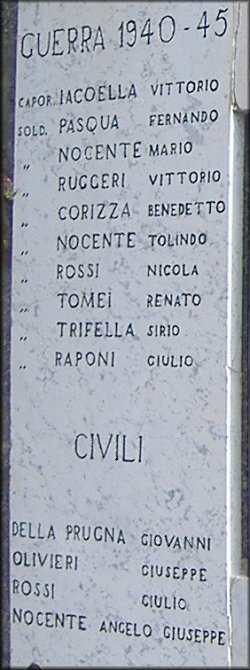 GUERRA 1940-45
CAPOR. IACOELLA VITTORIO
SOLD. PASQUA FERNANDO
" NOCENTE MARIO
" RUGGERI VITTORIO
" CORIZZA BENEDETTO
" NOCENTE TOLINDO
" ROSSI NICOLA
" TOMEI RENATO
" TRIFELLA SIRIO
" RAPONI GIULIO
CIVILI
DELLA PRUGNA GIOVANNI
OLIVIERI GIUSEPPE
ROSSI GIULIO
NOCENTE ANGELO GIUSEPPE